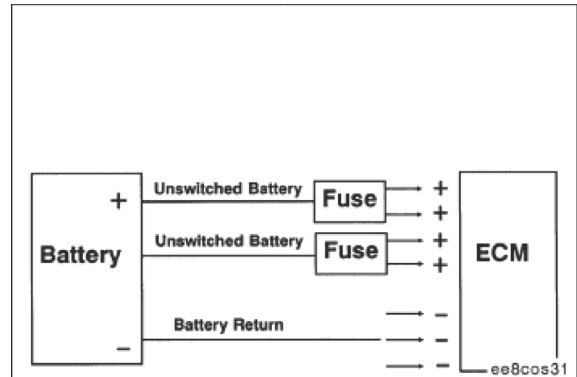 Unswitched Battery
+ Fuse +
+
Unswitched Battery +
Battery Fuse + ECM
-
Battery Return -
- - ee8cos31